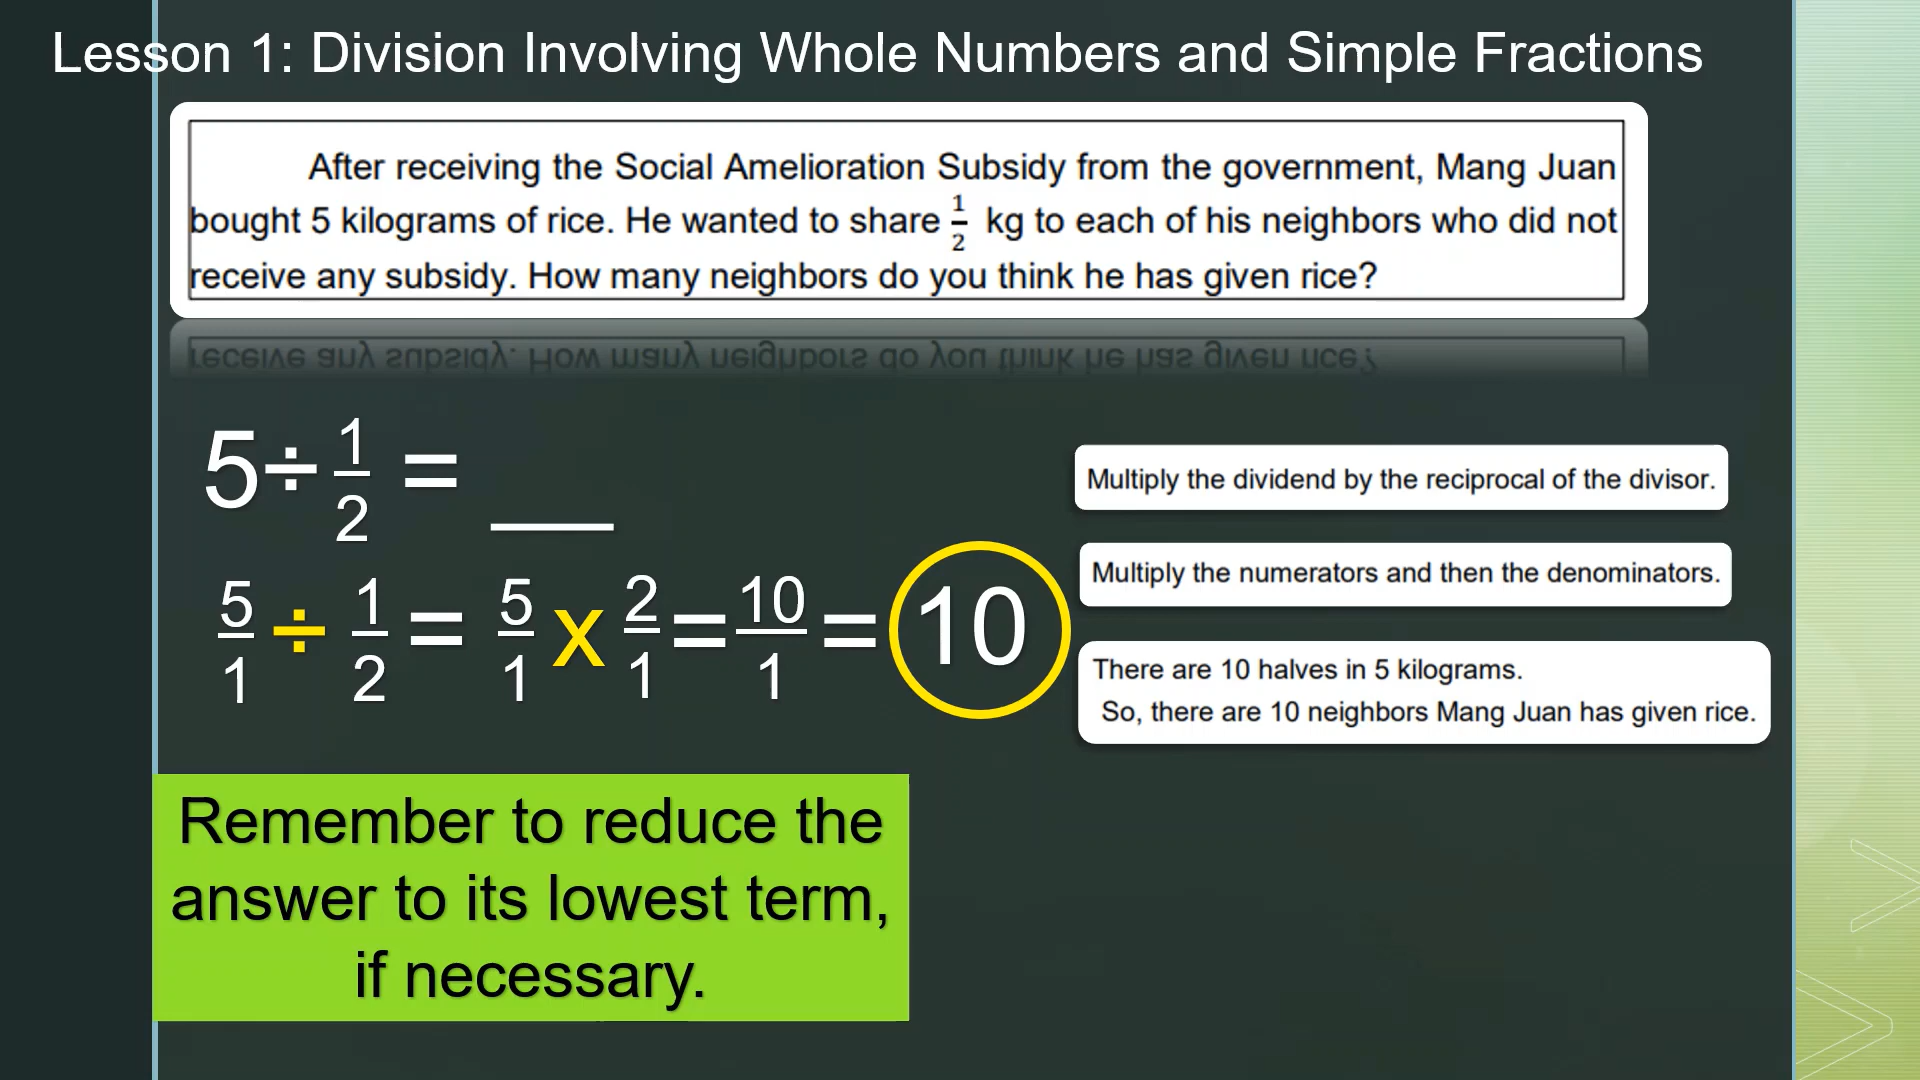 Lesson 1: Division Involving Whole Numbers and Simple Fractions
After receiving the Social Amelioration Subsidy from the government, Mang Juan
bought 5 kilograms of rice. He wanted to share 1/2 kg to each of his neighbors who did not
receive any subsidy. How many neighbors do you think he has given rice?
5 ÷ 1/2 = ___
5/1 ÷ 1/2 = 5/1 x 2/1 = 10/1 = 10
Multiply the dividend by the reciprocal of the divisor.
Multiply the numerators and then the denominators.
There are 10 halves in 5 kilograms.
So, there are 10 neighbors Mang Juan has given rice.
Remember to reduce the
answer to its lowest term,
if necessary.